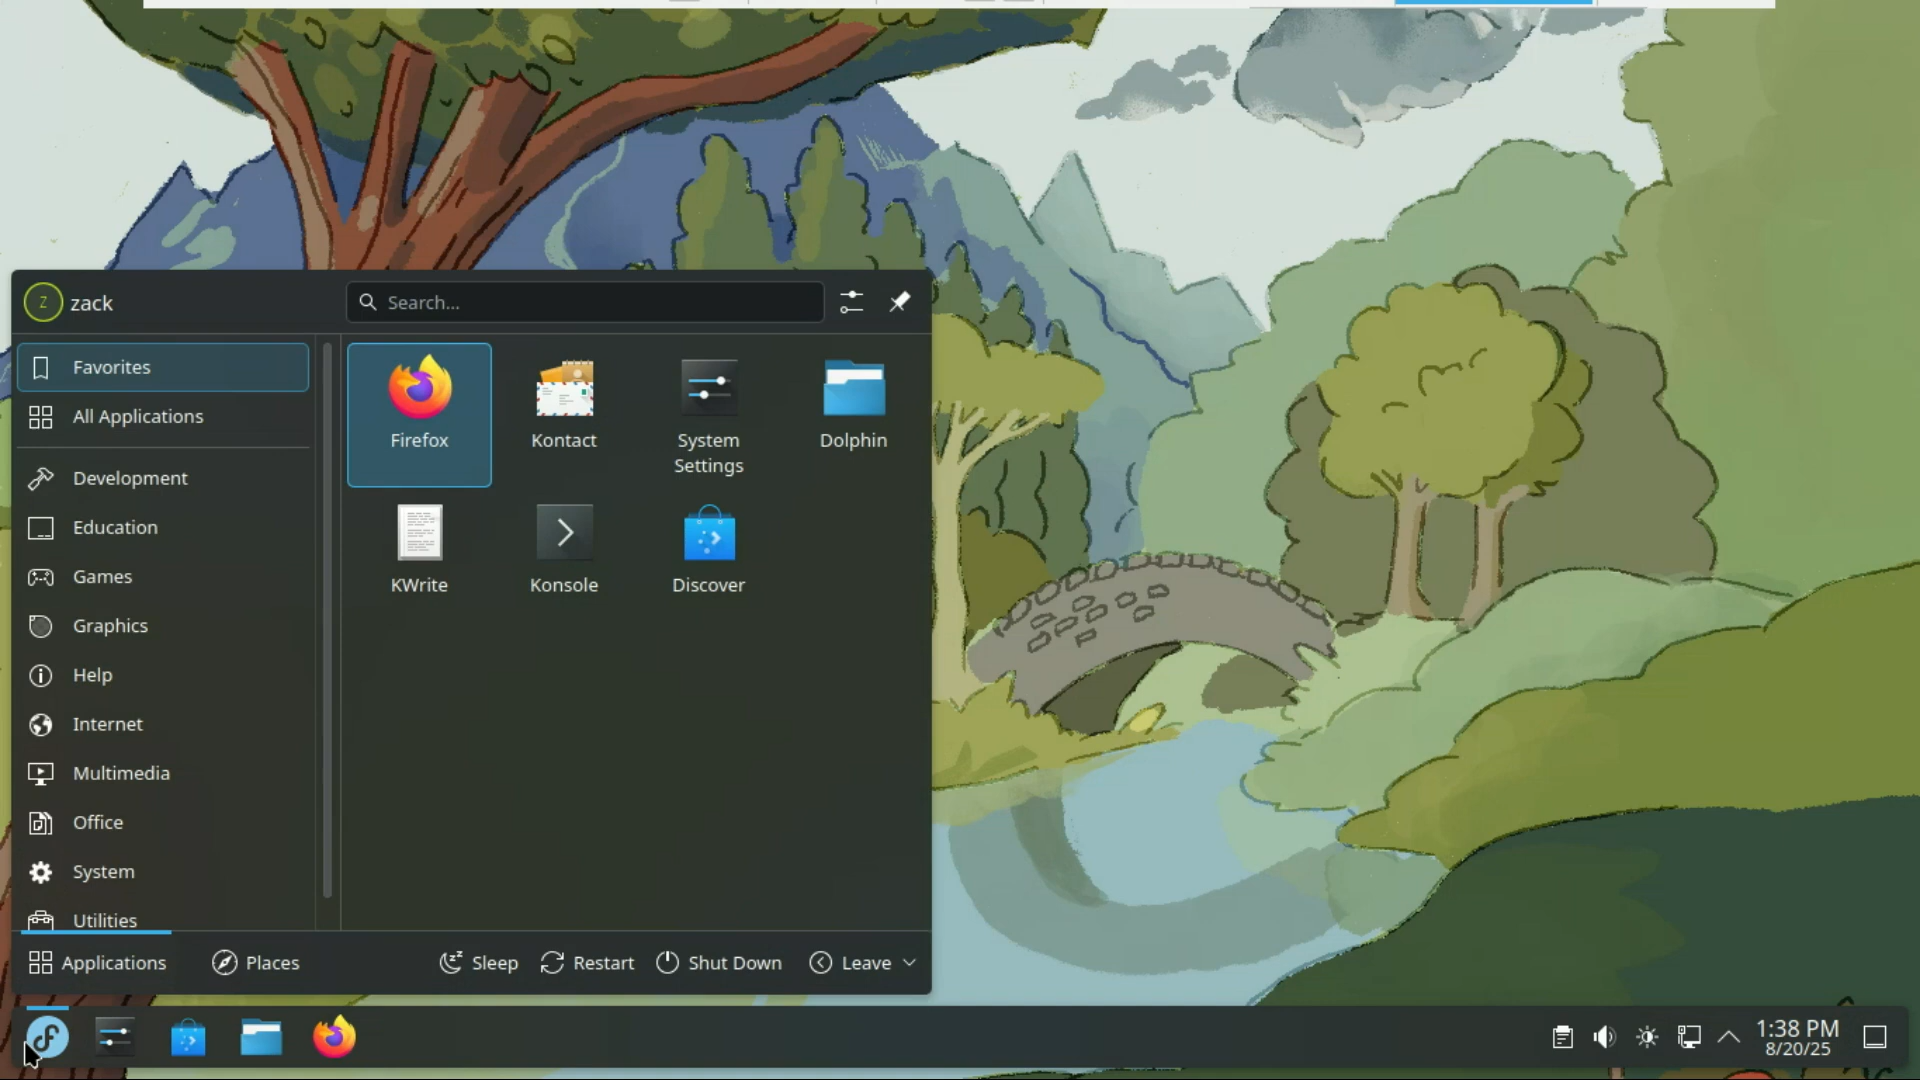 Z
zack
Search...
Favorites
All Applications
Development
Education
Games
Graphics
Help
Internet
Multimedia
Office
System
Utilities
Firefox
Kontact
System
Settings
Dolphin
KWrite
Konsole
Discover
Applications
Places
Sleep
Restart
Shut Down
Leave
1:38 PM
8/20/25